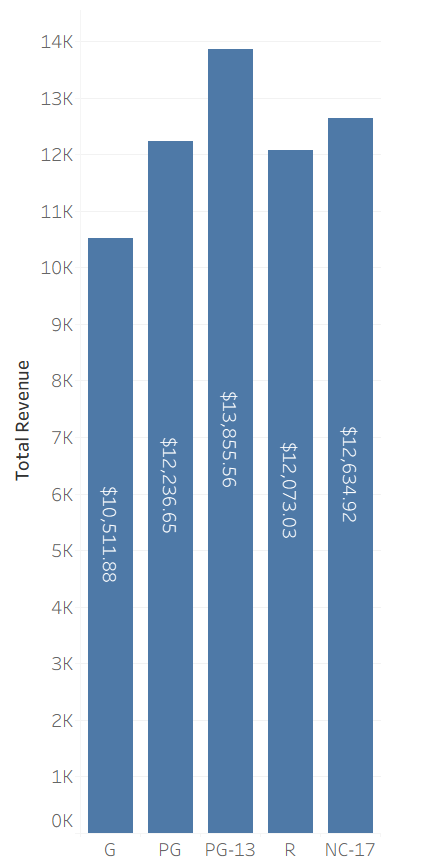 Total Revenue
14K
13K
12K
11K
10K
9K
8K
7K
6K
5K
4K
3K
2K
1K
0K
$10,511.88
$12,236.65
$13,855.56
$12,073.03
$12,634.92
G PG PG-13 R NC-17